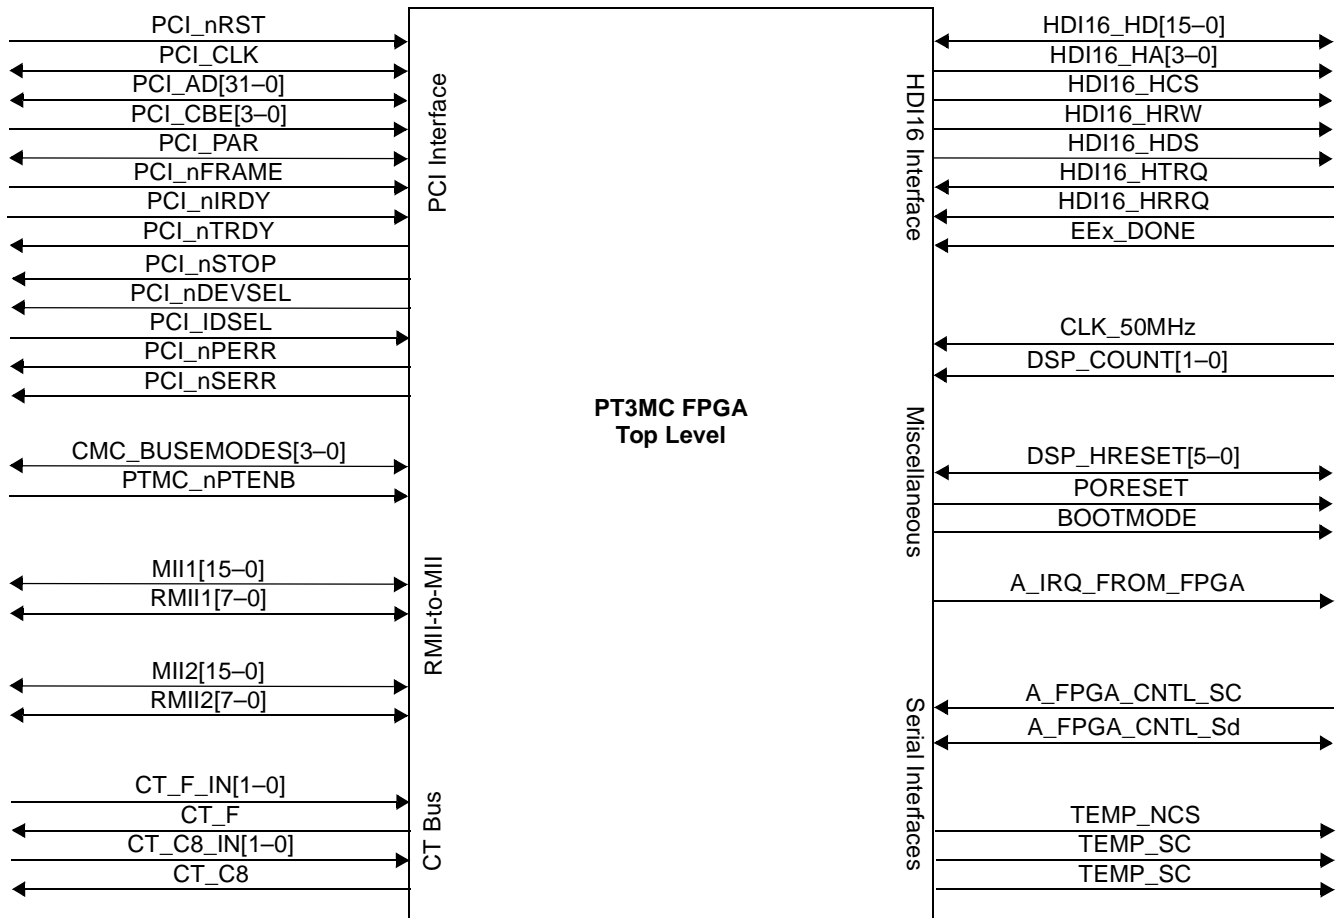 PCI_nRST
PCI_CLK
PCI_AD[31–0]
PCI_CBE[3–0]
PCI_PAR
PCI_nFRAME
PCI_nIRDY
PCI_nTRDY
PCI_nSTOP
PCI_nDEVSEL
PCI_IDSEL
PCI_nPERR
PCI_nSERR
CMC_BUSEMODES[3–0]
PTMC_nPTENB
MII1[15–0]
RMII1[7–0]
MII2[15–0]
RMII2[7–0]
CT_F_IN[1–0]
CT_F
CT_C8_IN[1–0]
CT_C8
PCI Interface
RMII-to-MII
CT Bus
PT3MC FPGA
Top Level
HDI16 Interface
Miscellaneous
Serial Interfaces
HDI16_HD[15–0]
HDI16_HA[3–0]
HDI16_HCS
HDI16_HRW
HDI16_HDS
HDI16_HTRQ
HDI16_HRRQ
EEx_DONE
CLK_50MHz
DSP_COUNT[1–0]
DSP_HRESET[5–0]
PORESET
BOOTMODE
A_IRQ_FROM_FPGA
A_FPGA_CNTL_SC
A_FPGA_CNTL_Sd
TEMP_NCS
TEMP_SC
TEMP_SC